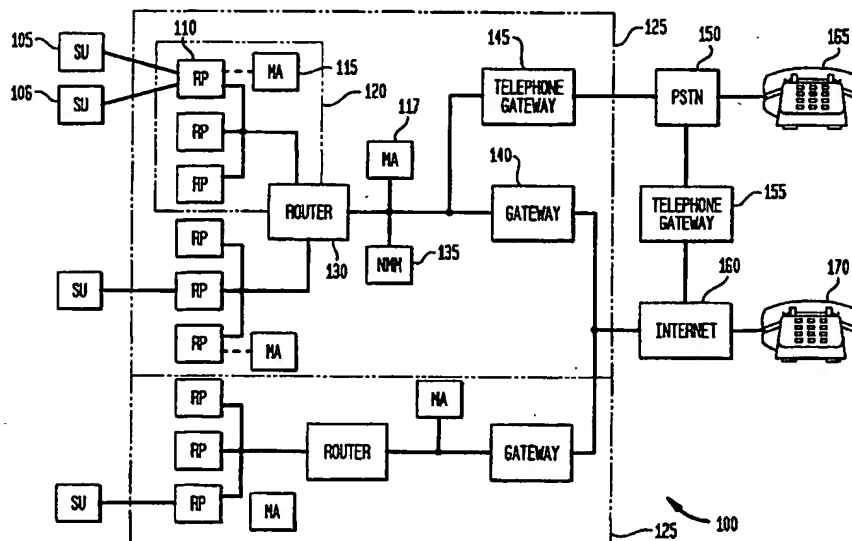 105
SU
110
RP
MA
115
145
TELEPHONE
GATEWAY
125
150
PSTN
165
106
SU
120
RP
117
MA
140
RP
ROUTER
130
GATEWAY
155
TELEPHONE
GATEWAY
NMM
135
RP
SU
RP
160
INTERNET
170
RP
MA
RP
MA
RP
ROUTER
GATEWAY
SU
RP
MA
125
100